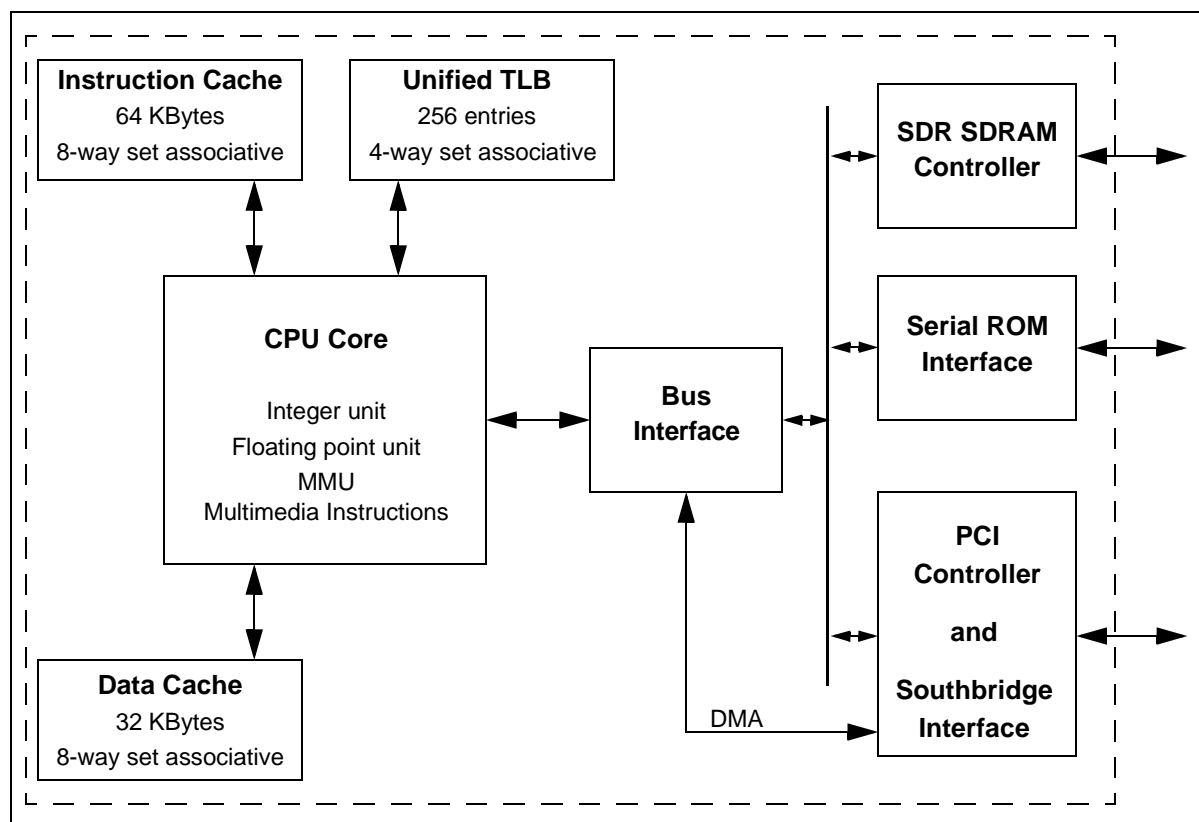 Instruction Cache
64 KBytes
8-way set associative
Unified TLB
256 entries
4-way set associative
SDR SDRAM
Controller
CPU Core
Integer unit
Floating point unit
MMU
Multimedia Instructions
Bus
Interface
Serial ROM
Interface
PCI
Controller
and
Southbridge
Interface
DMA
Data Cache
32 KBytes
8-way set associative